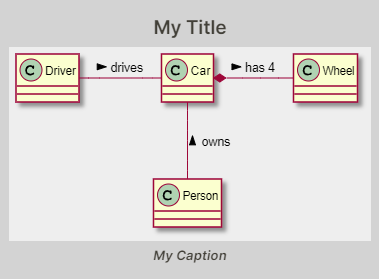 My Title
C Driver drives C Car has 4 C Wheel
owns
C Person
My Caption